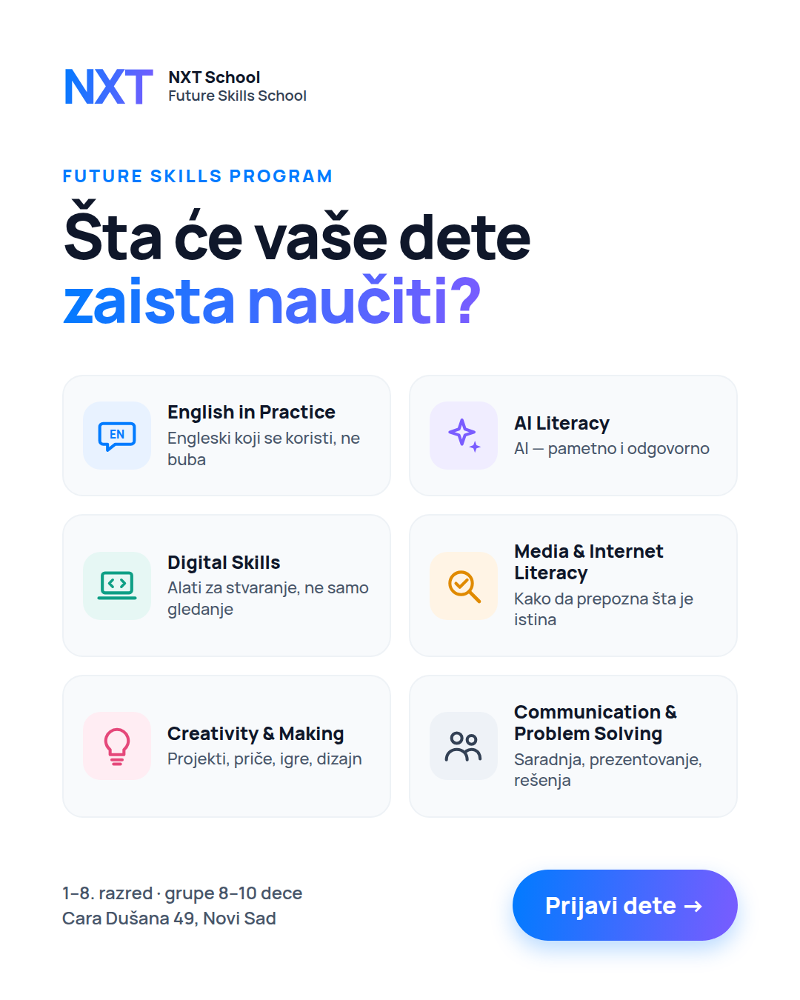 NXT
NXT School
Future Skills School
FUTURE SKILLS PROGRAM
Šta će vaše dete
zaista naučiti?
EN
English in Practice
Engleski koji se koristi, ne
buba
AI Literacy
AI — pametno i odgovorno
Digital Skills
Alati za stvaranje, ne samo
gledanje
Media & Internet
Literacy
Kako da prepozna šta je
istina
Creativity & Making
Projekti, priče, igre, dizajn
Communication &
Problem Solving
Saradnja, prezentovanje,
rešenja
1–8. razred · grupe 8–10 dece
Cara Dušana 49, Novi Sad
Prijavi dete →